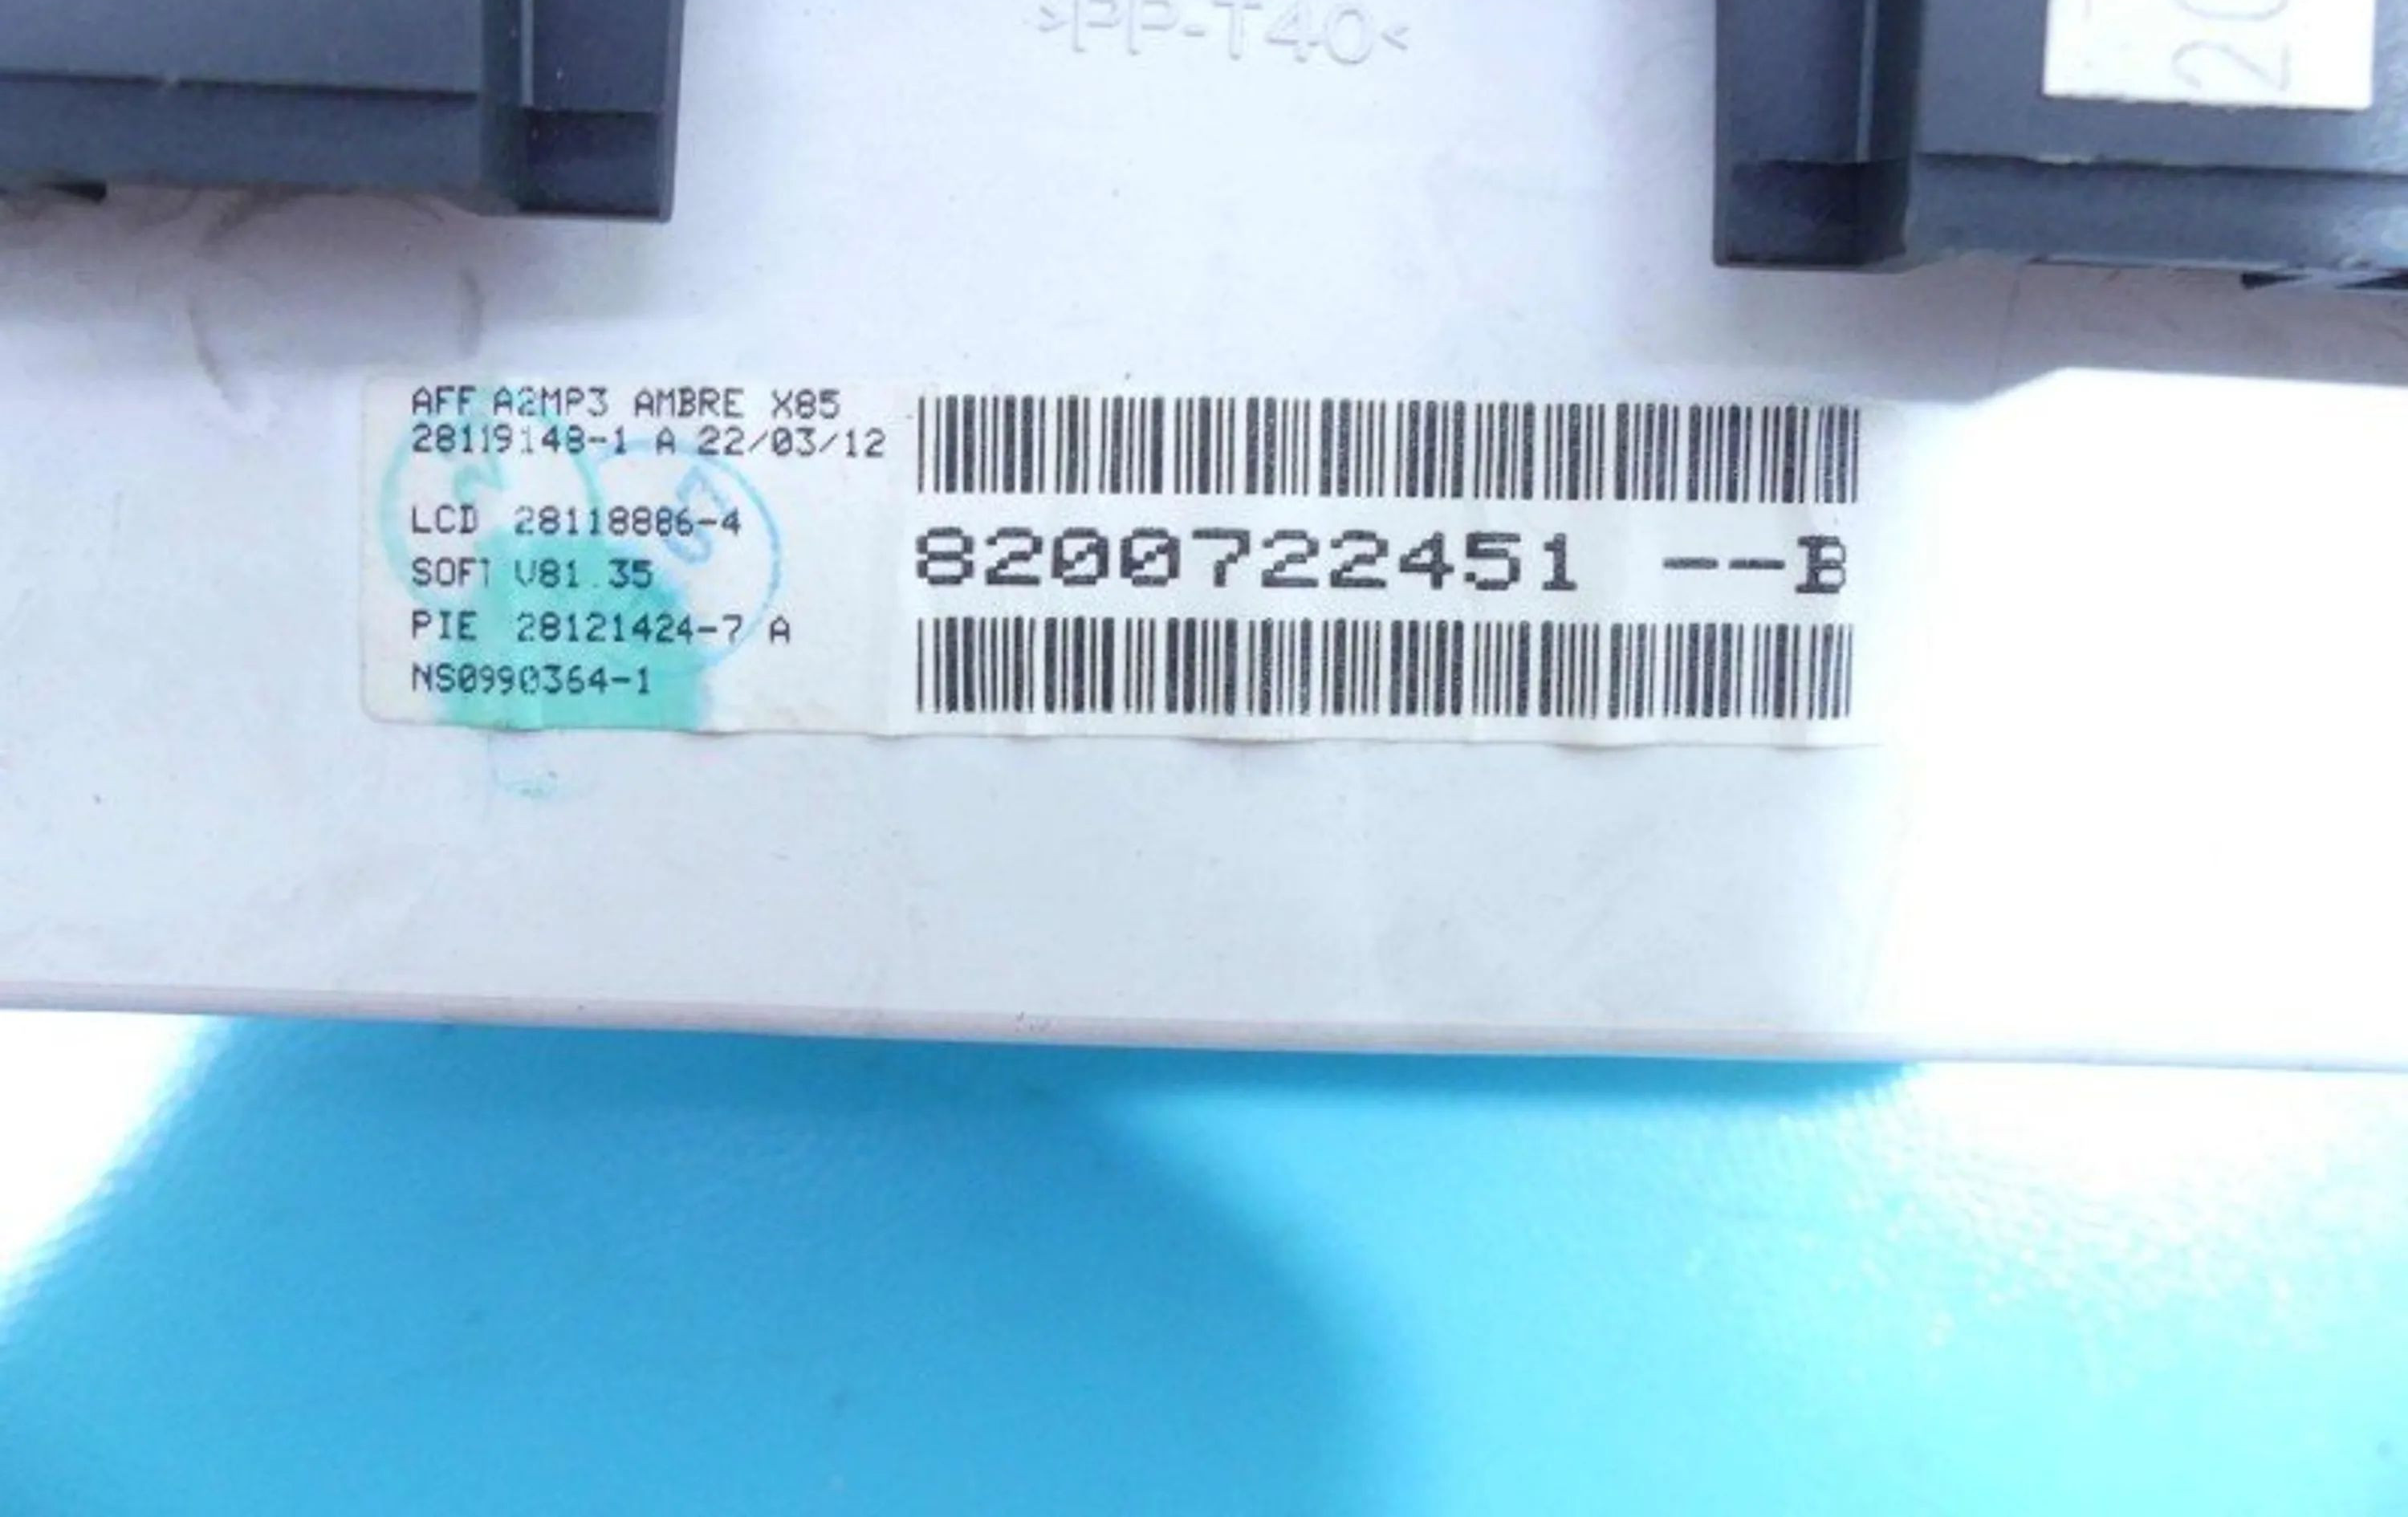 >PP-T40<
20
AFF A2MP3 AMBRE X85
28119148-1 A 22/03/12
LCD 28118886-4
SOFT V81.35
PIE 28121424-7 A
NS0990364-1
8200722451 --B